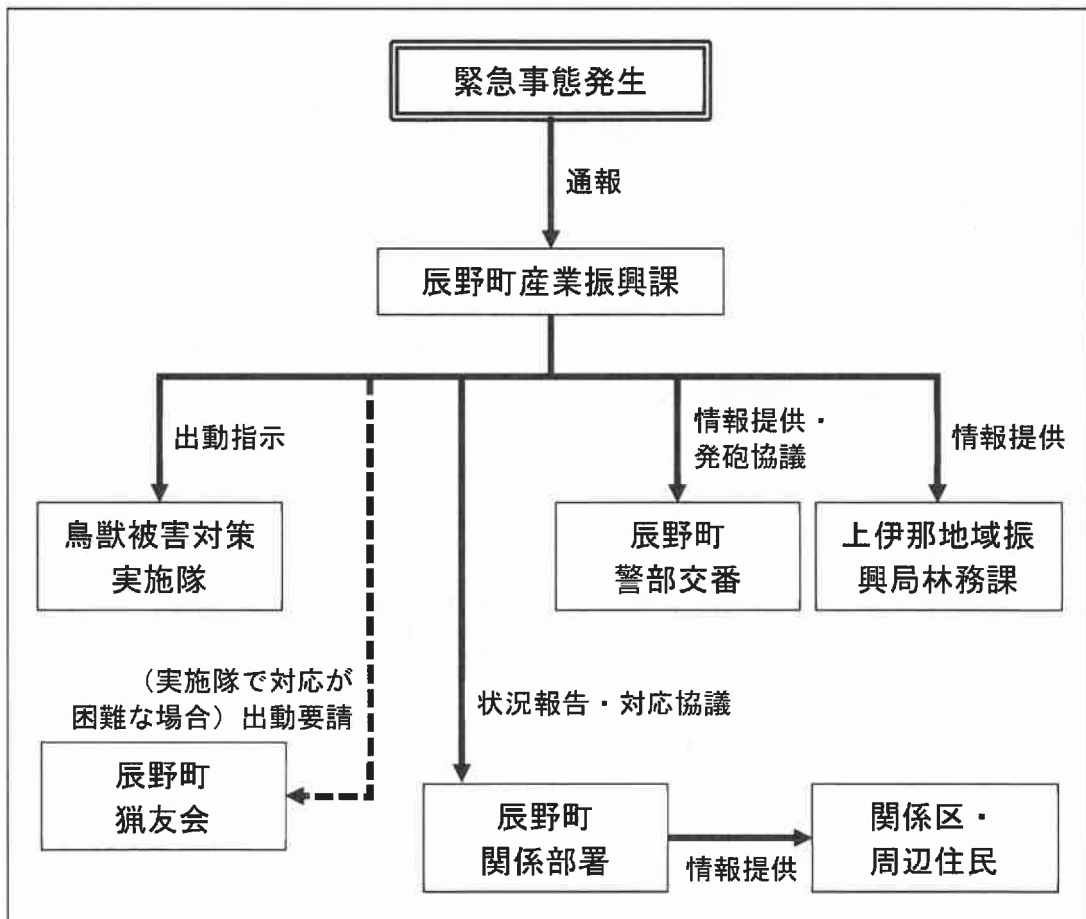 緊急事態発生
通報
辰野町産業振興課
出動指示
情報提供・
発砲協議
情報提供
鳥獣被害対策
実施隊
辰野町
警部交番
上伊那地域振
興局林務課
(実施隊で対応が
困難な場合)出動要請
状況報告・対応協議
辰野町
猟友会
辰野町
関係部署
情報提供
関係区・
周辺住民